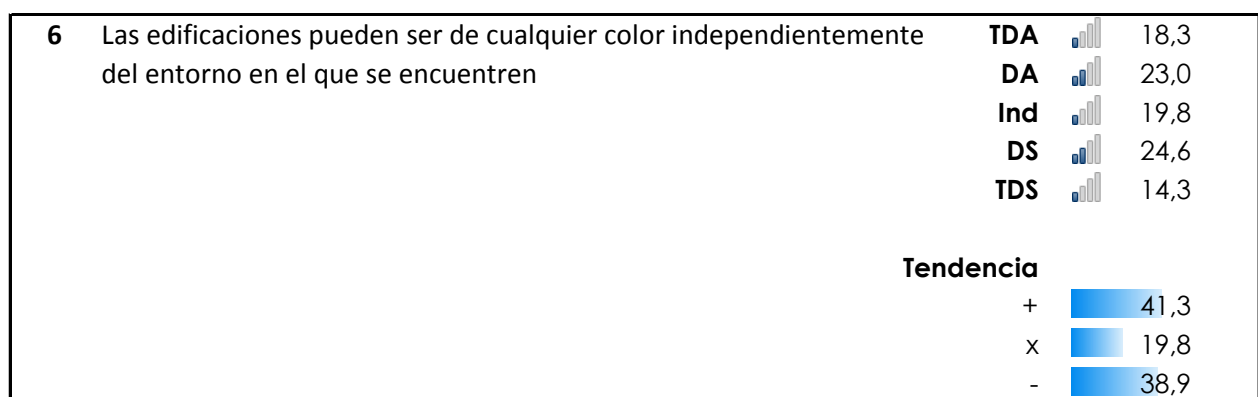 6 Las edificaciones pueden ser de cualquier color independientemente TDA 18,3
del entorno en el que se encuentren DA 23,0
Ind 19,8
DS 24,6
TDS 14,3
Tendencia
+ 41,3
x 19,8
- 38,9